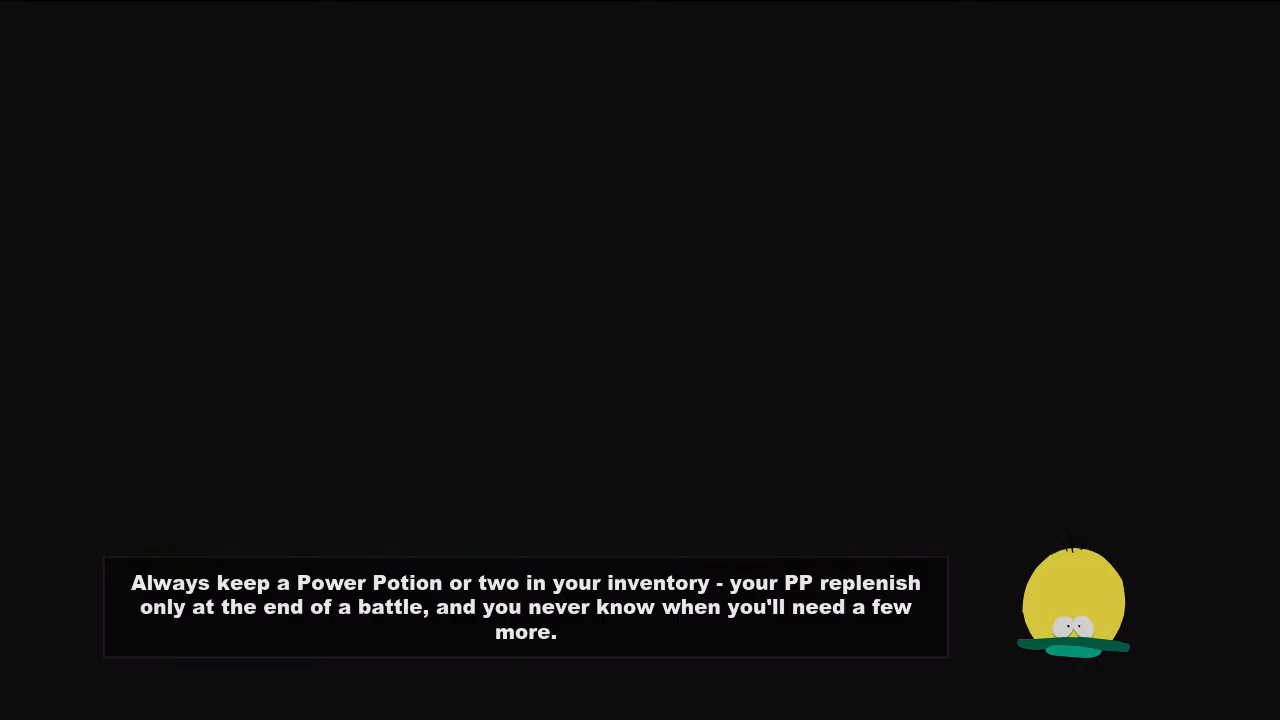 Always keep a Power Potion or two in your inventory - your PP replenish
only at the end of a battle, and you never know when you'll need a few
more.